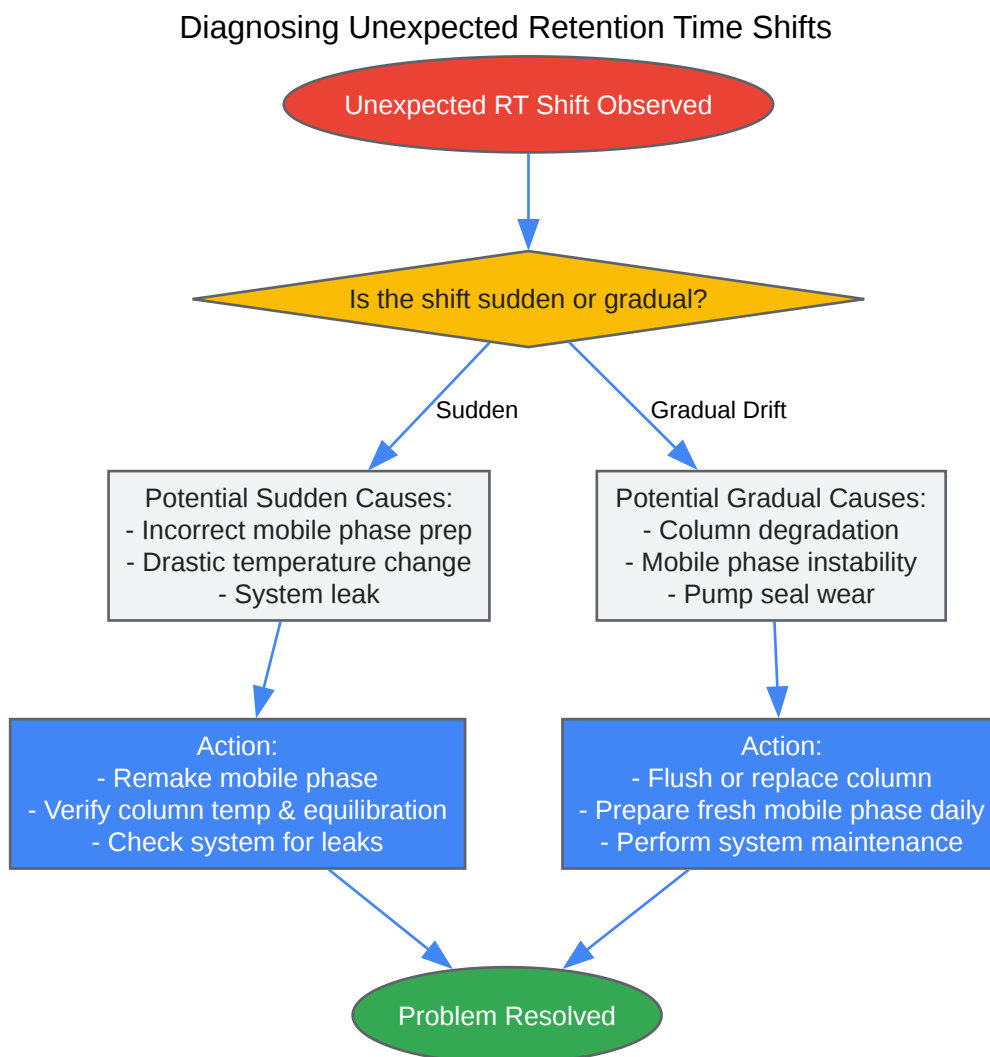 Diagnosing Unexpected Retention Time Shifts
Unexpected RT Shift Observed
Is the shift sudden or gradual?
Sudden
Gradual Drift
Potential Sudden Causes:
- Incorrect mobile phase prep
- Drastic temperature change
- System leak
Potential Gradual Causes:
- Column degradation
- Mobile phase instability
- Pump seal wear
Action:
- Remake mobile phase
- Verify column temp & equilibration
- Check system for leaks
Action:
- Flush or replace column
- Prepare fresh mobile phase daily
- Perform system maintenance
Problem Resolved